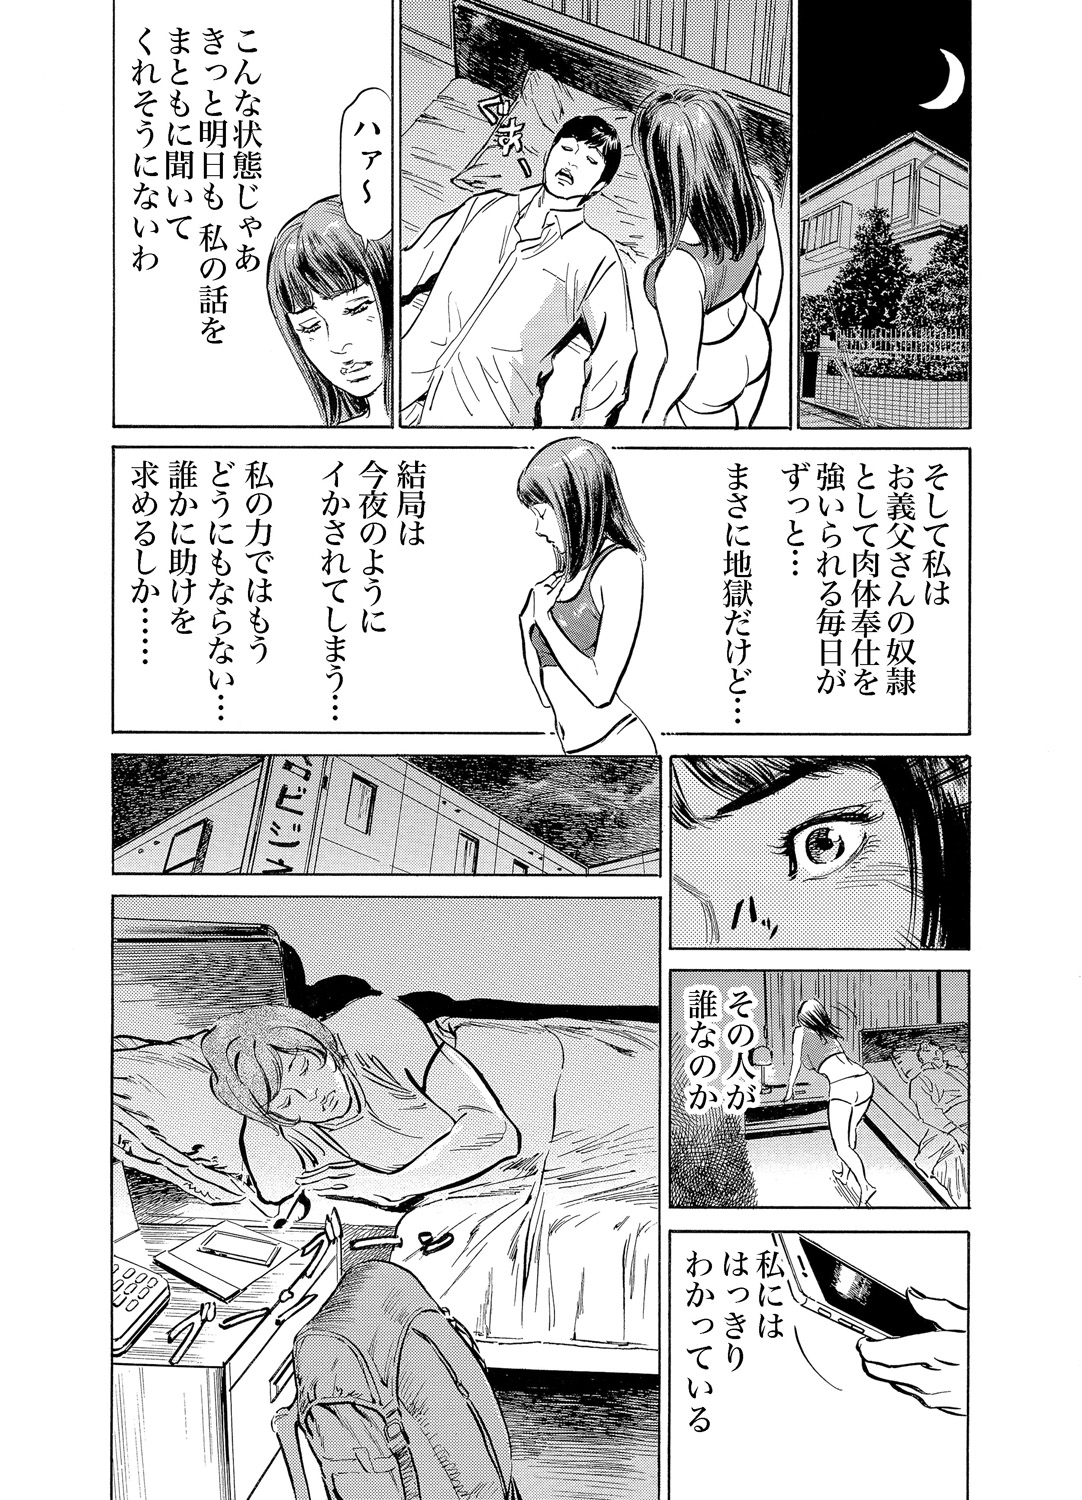 ぐぁー
ハァ〜
こんな状態じゃあ
きっと明日も 私の話を
まともに聞いて
くれそうにないわ
そして私は
お義父さんの奴隷
として肉体奉仕を
強いられる毎日が
ずっと…
まさに地獄だけど…
結局は
今夜のように
イかされてしまう…
私の力ではもう
どうにもならない…
誰かに助けを
求めるしか……
ハッ
その人が
誰なのか
私には
はっきり
わかっている
ロビジネ